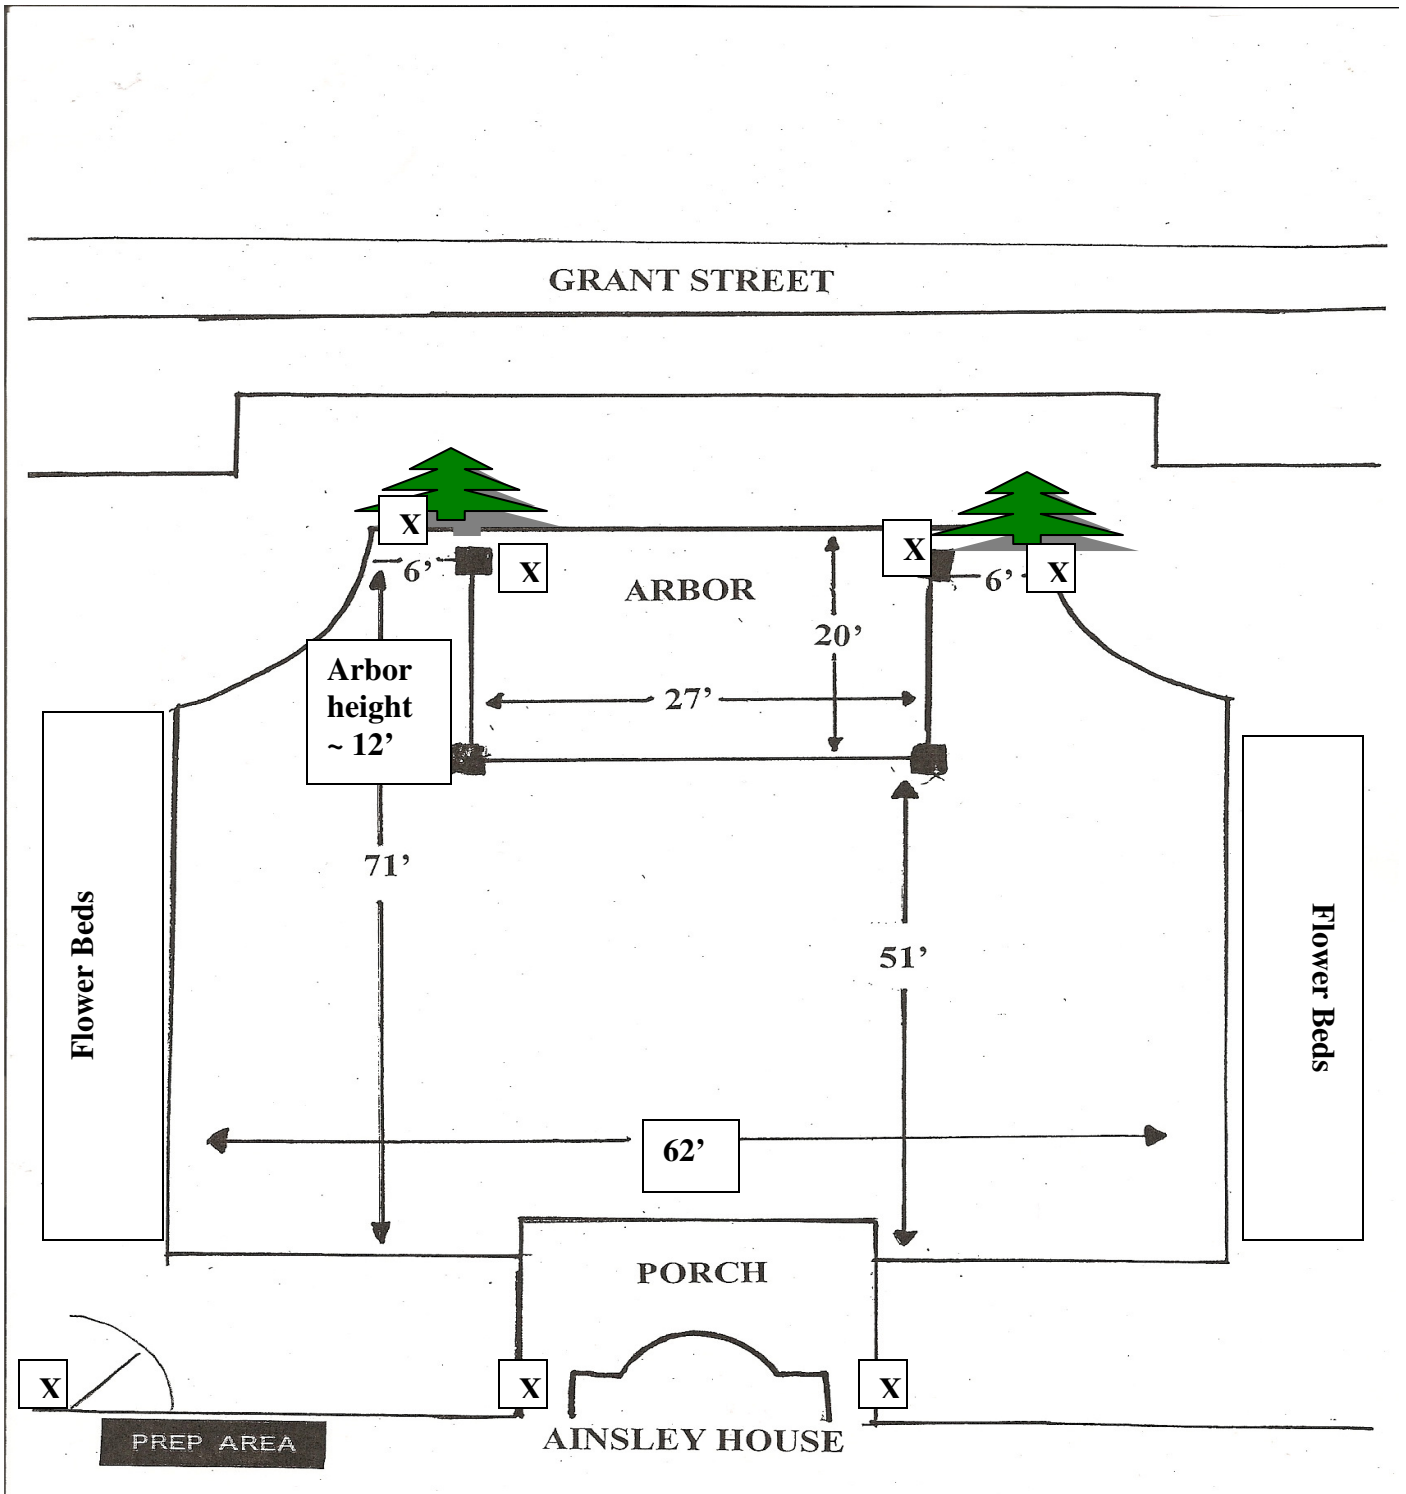 GRANT STREET
X
X
X
X
6’
6’
ARBOR
20’
Arbor
height
~ 12’
27’
71’
51’
Flower Beds
Flower Beds
62’
PORCH
X
X
X
AINSLEY HOUSE
PREP AREA